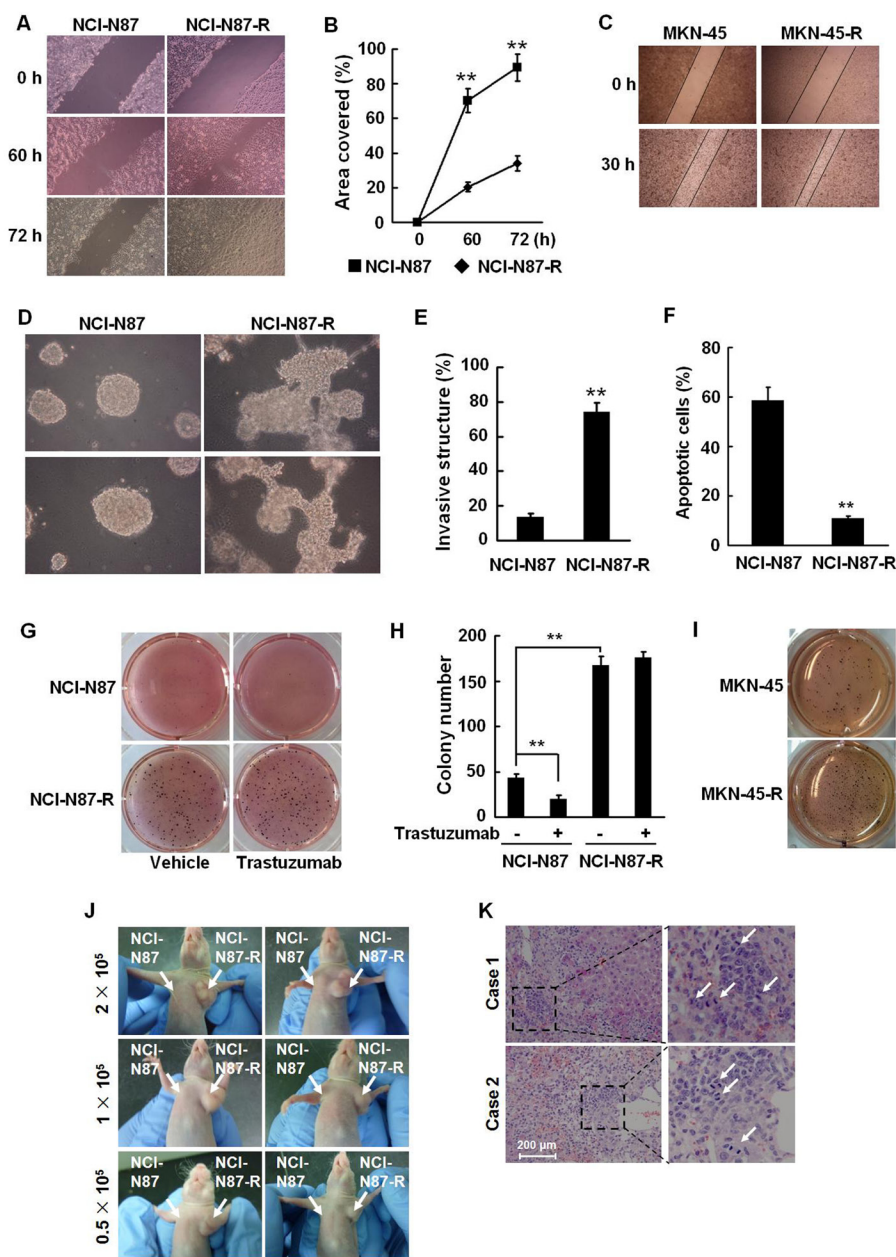 A
NCI-N87 NCI-N87-R
0 h
60 h
72 h
B
Area covered (%)
100
80
60
40
20
0
**
**
0 60 72 (h)
NCI-N87 NCI-N87-R
C
MKN-45 MKN-45-R
0 h
30 h
D
NCI-N87 NCI-N87-R
E
Invasive structure (%)
100
80
60
40
20
0
**
NCI-N87 NCI-N87-R
F
Apoptotic cells (%)
60
40
20
0
**
NCI-N87 NCI-N87-R
G
NCI-N87
NCI-N87-R
Vehicle Trastuzumab
H
Colony number
200
150
100
50
0
**
**
Trastuzumab - + - +
NCI-N87 NCI-N87-R
I
MKN-45
MKN-45-R
J
2 × 10⁵
NCI-
N87
NCI-
N87-R
NCI-
N87
NCI-
N87-R
1 × 10⁵
NCI-
N87
NCI-
N87-R
NCI-
N87
NCI-
N87-R
0.5 × 10⁵
NCI-
N87
NCI-
N87-R
NCI-
N87
NCI-
N87-R
K
Case 1
Case 2
200 μm